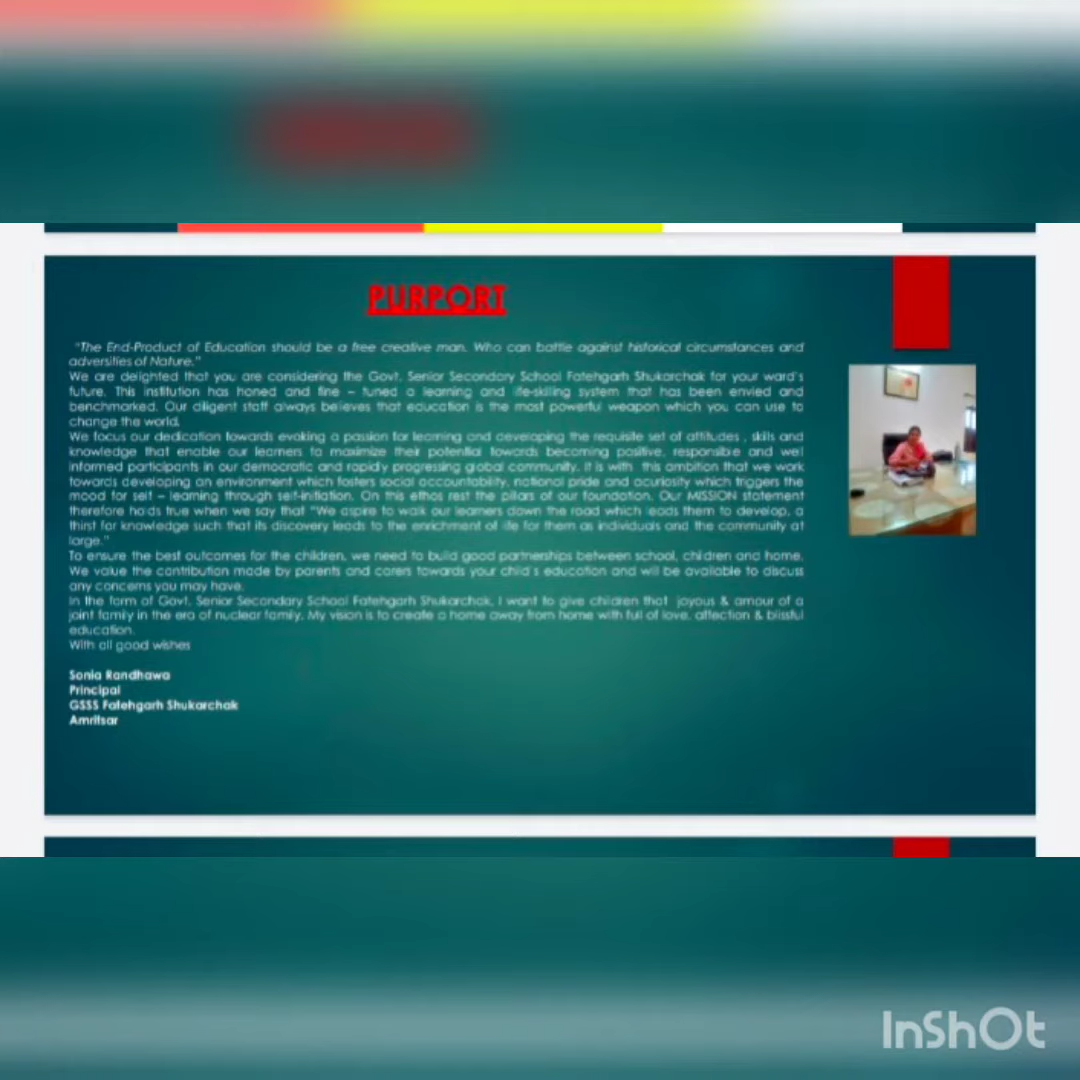 PURPORT
"The End-Product of Education should be a free creative man. Who can battle against historical circumstances and
adversities of Nature."
We are delighted that you are considering the Govt. Senior Secondary School Fatehgarh Shukarchak for your ward's
future. This institution has honed and fine – tuned a learning and life-skilling system that has been envied and
benchmarked. Our diligent staff always believes that education is the most powerful weapon which you can use to
change the world.
We focus our dedication towards evoking a passion for learning and developing the requisite set of attitudes , skills and
knowledge that enable our learners to maximize their potential towards becoming positive, responsible and well
informed participants in our democratic and rapidly progressing global community. It is with this ambition that we work
towards developing an environment which fosters social accountability, national pride and acuriosity which triggers the
mood for self – learning through self-initiation. On this ethos rest the pillars of our foundation. Our MISSION statement
therefore holds true when we say that "We aspire to walk our learners down the road which leads them to develop, a
thirst for knowledge such that its discovery leads to the enrichment of life for them as individuals and the community at
large."
To ensure the best outcomes for the children, we need to build good partnerships between school, children and home.
We value the contribution made by parents and carers towards your child's education and will be available to discuss
any concerns you may have.
In the form of Govt. Senior Secondary School Fatehgarh Shukarchak, I want to give children that joyous & amour of a
joint family in the era of nuclear family. My vision is to create a home away from home with full of love, affection & blissful
education.
With all good wishes
Sonia Randhawa
Principal
GSSS Fatehgarh Shukarchak
Amritsar
InShOt